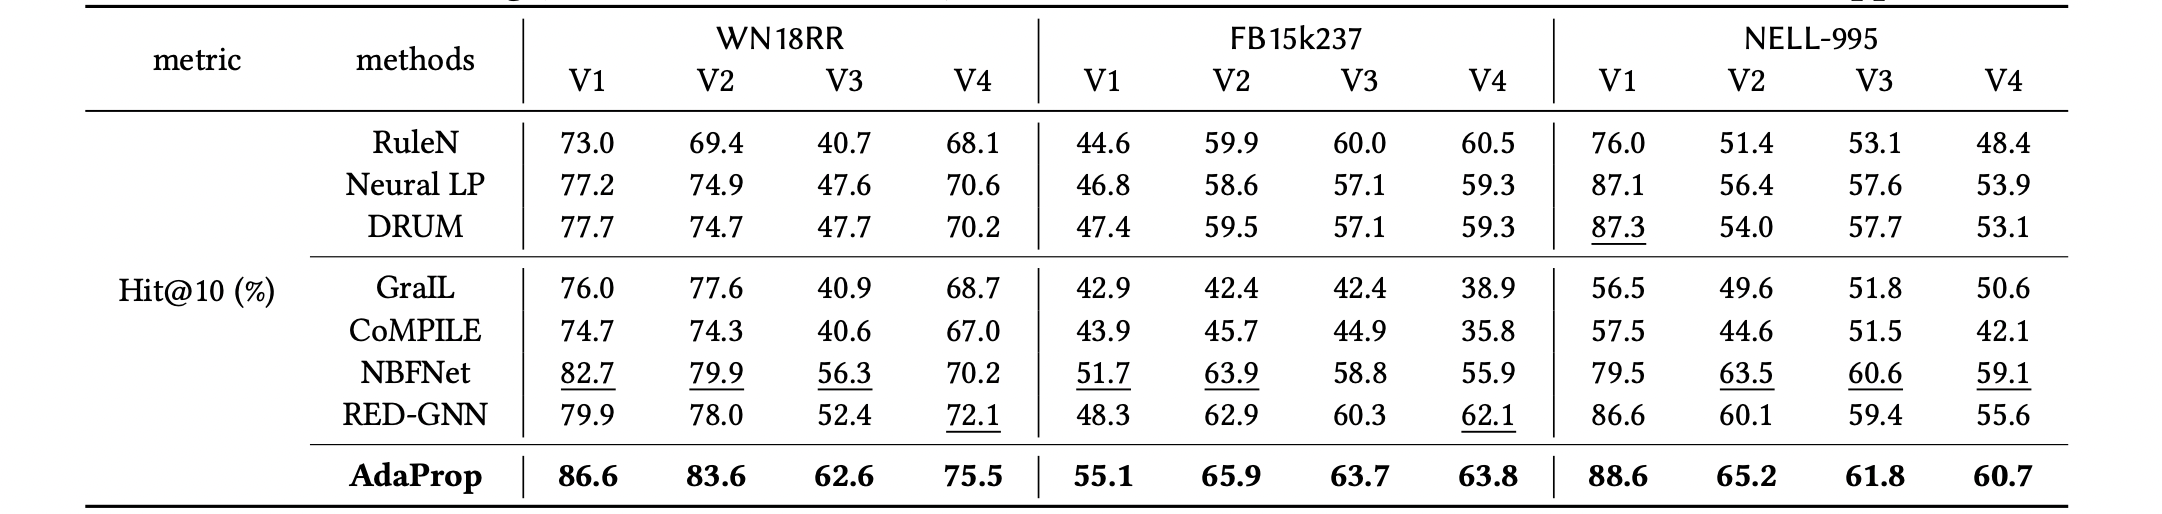 WN18RR FB15k237 NELL-995
metric methods V1 V2 V3 V4 V1 V2 V3 V4 V1 V2 V3 V4
RuleN 73.0 69.4 40.7 68.1 44.6 59.9 60.0 60.5 76.0 51.4 53.1 48.4
Neural LP 77.2 74.9 47.6 70.6 46.8 58.6 57.1 59.3 87.1 56.4 57.6 53.9
DRUM 77.7 74.7 47.7 70.2 47.4 59.5 57.1 59.3 87.3 54.0 57.7 53.1
Hit@10 (%) GraIL 76.0 77.6 40.9 68.7 42.9 42.4 42.4 38.9 56.5 49.6 51.8 50.6
CoMPILE 74.7 74.3 40.6 67.0 43.9 45.7 44.9 35.8 57.5 44.6 51.5 42.1
NBFNet 82.7 79.9 56.3 70.2 51.7 63.9 58.8 55.9 79.5 63.5 60.6 59.1
RED-GNN 79.9 78.0 52.4 72.1 48.3 62.9 60.3 62.1 86.6 60.1 59.4 55.6
AdaProp 86.6 83.6 62.6 75.5 55.1 65.9 63.7 63.8 88.6 65.2 61.8 60.7